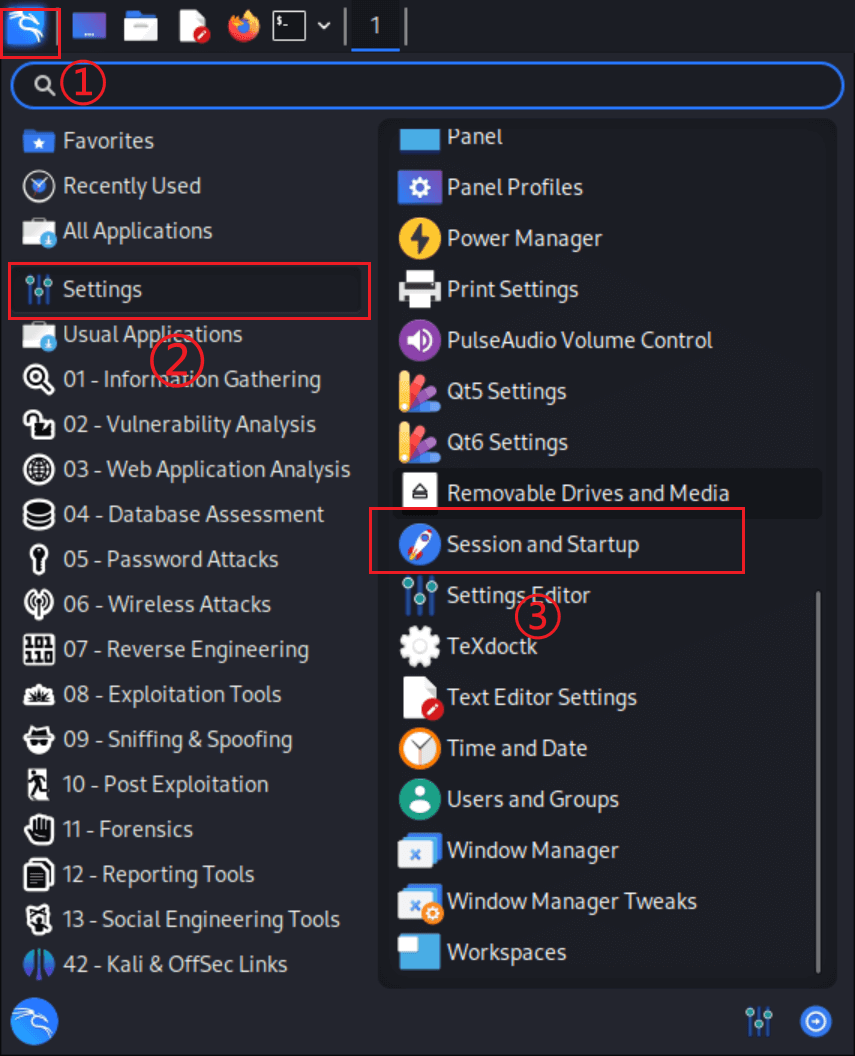 1
①
Favorites
Recently Used
All Applications
Settings
Usual Applications
②
01 - Information Gathering
02 - Vulnerability Analysis
03 - Web Application Analysis
04 - Database Assessment
05 - Password Attacks
06 - Wireless Attacks
07 - Reverse Engineering
08 - Exploitation Tools
09 - Sniffing & Spoofing
10 - Post Exploitation
11 - Forensics
12 - Reporting Tools
13 - Social Engineering Tools
42 - Kali & OffSec Links
Panel
Panel Profiles
Power Manager
Print Settings
PulseAudio Volume Control
Qt5 Settings
Qt6 Settings
Removable Drives and Media
Session and Startup
Settings Editor
③
TeXdoctk
Text Editor Settings
Time and Date
Users and Groups
Window Manager
Window Manager Tweaks
Workspaces